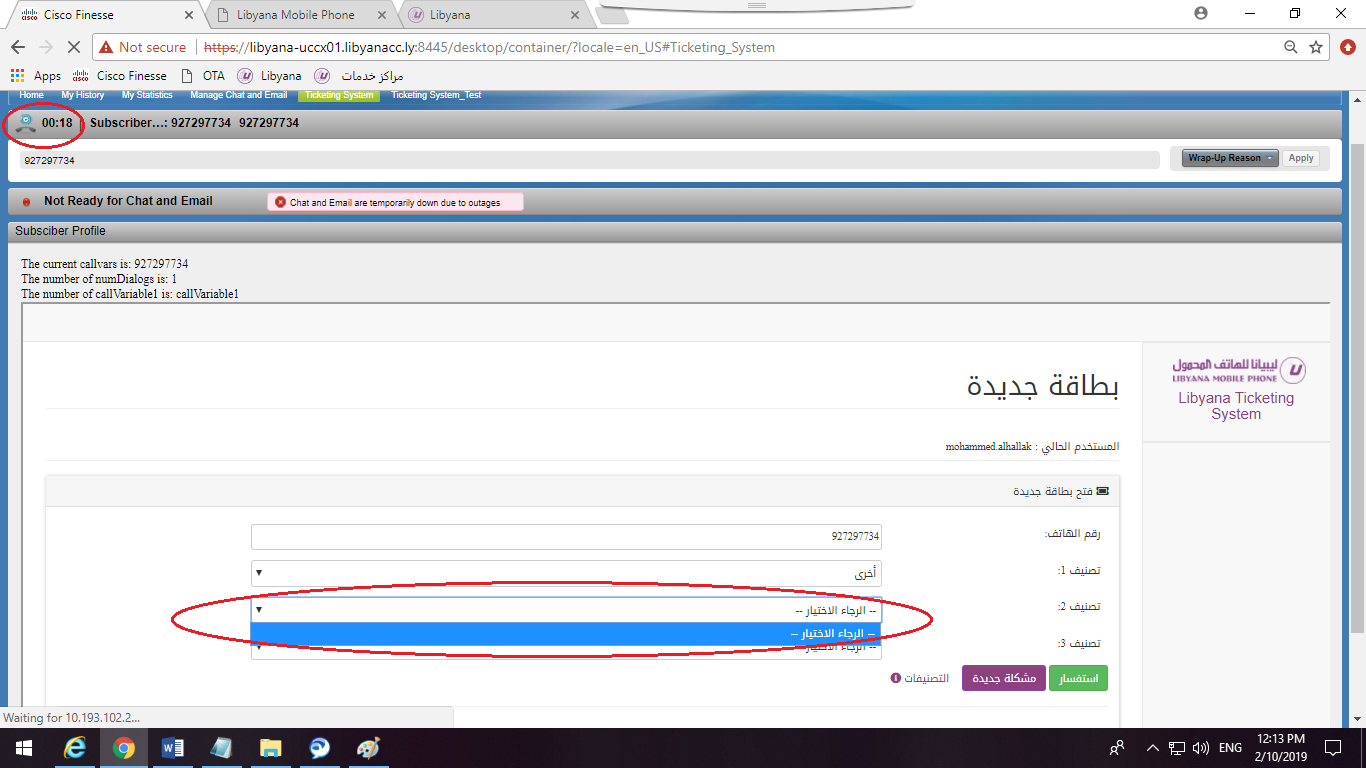 Cisco Finesse
Libyana Mobile Phone
Libyana
Not secure
https://libyana-uccx01.libyanacc.ly:8445/desktop/container/?locale=en_US#Ticketing_System
Apps
Cisco Finesse
OTA
Libyana
مراكز خدمات
Home
My History
My Statistics
Manage Chat and Email
Ticketing System
Ticketing System_Test
00:18
Subscriber...: 927297734 927297734
927297734
Wrap-Up Reason
Apply
Not Ready for Chat and Email
Chat and Email are temporarily down due to outages
Subsciber Profile
The current callvars is: 927297734
The number of numDialogs is: 1
The number of callVariable1 is: callVariable1
ليبيانا للهاتف المحمول
LIBYANA MOBILE PHONE
Libyana Ticketing
System
بطاقة جديدة
المستخدم الحالي : mohammed.alhallak
فتح بطاقة جديدة
رقم الهاتف:
927297734
تصنيف 1:
أخرى
تصنيف 2:
-- الرجاء الاختيار --
-- الرجاء الاختيار --
تصنيف 3:
-- الرجاء الاختيار --
استفسار
مشكلة جديدة
التصنيفات
Waiting for 10.193.102.2...
ENG
12:13 PM
2/10/2019